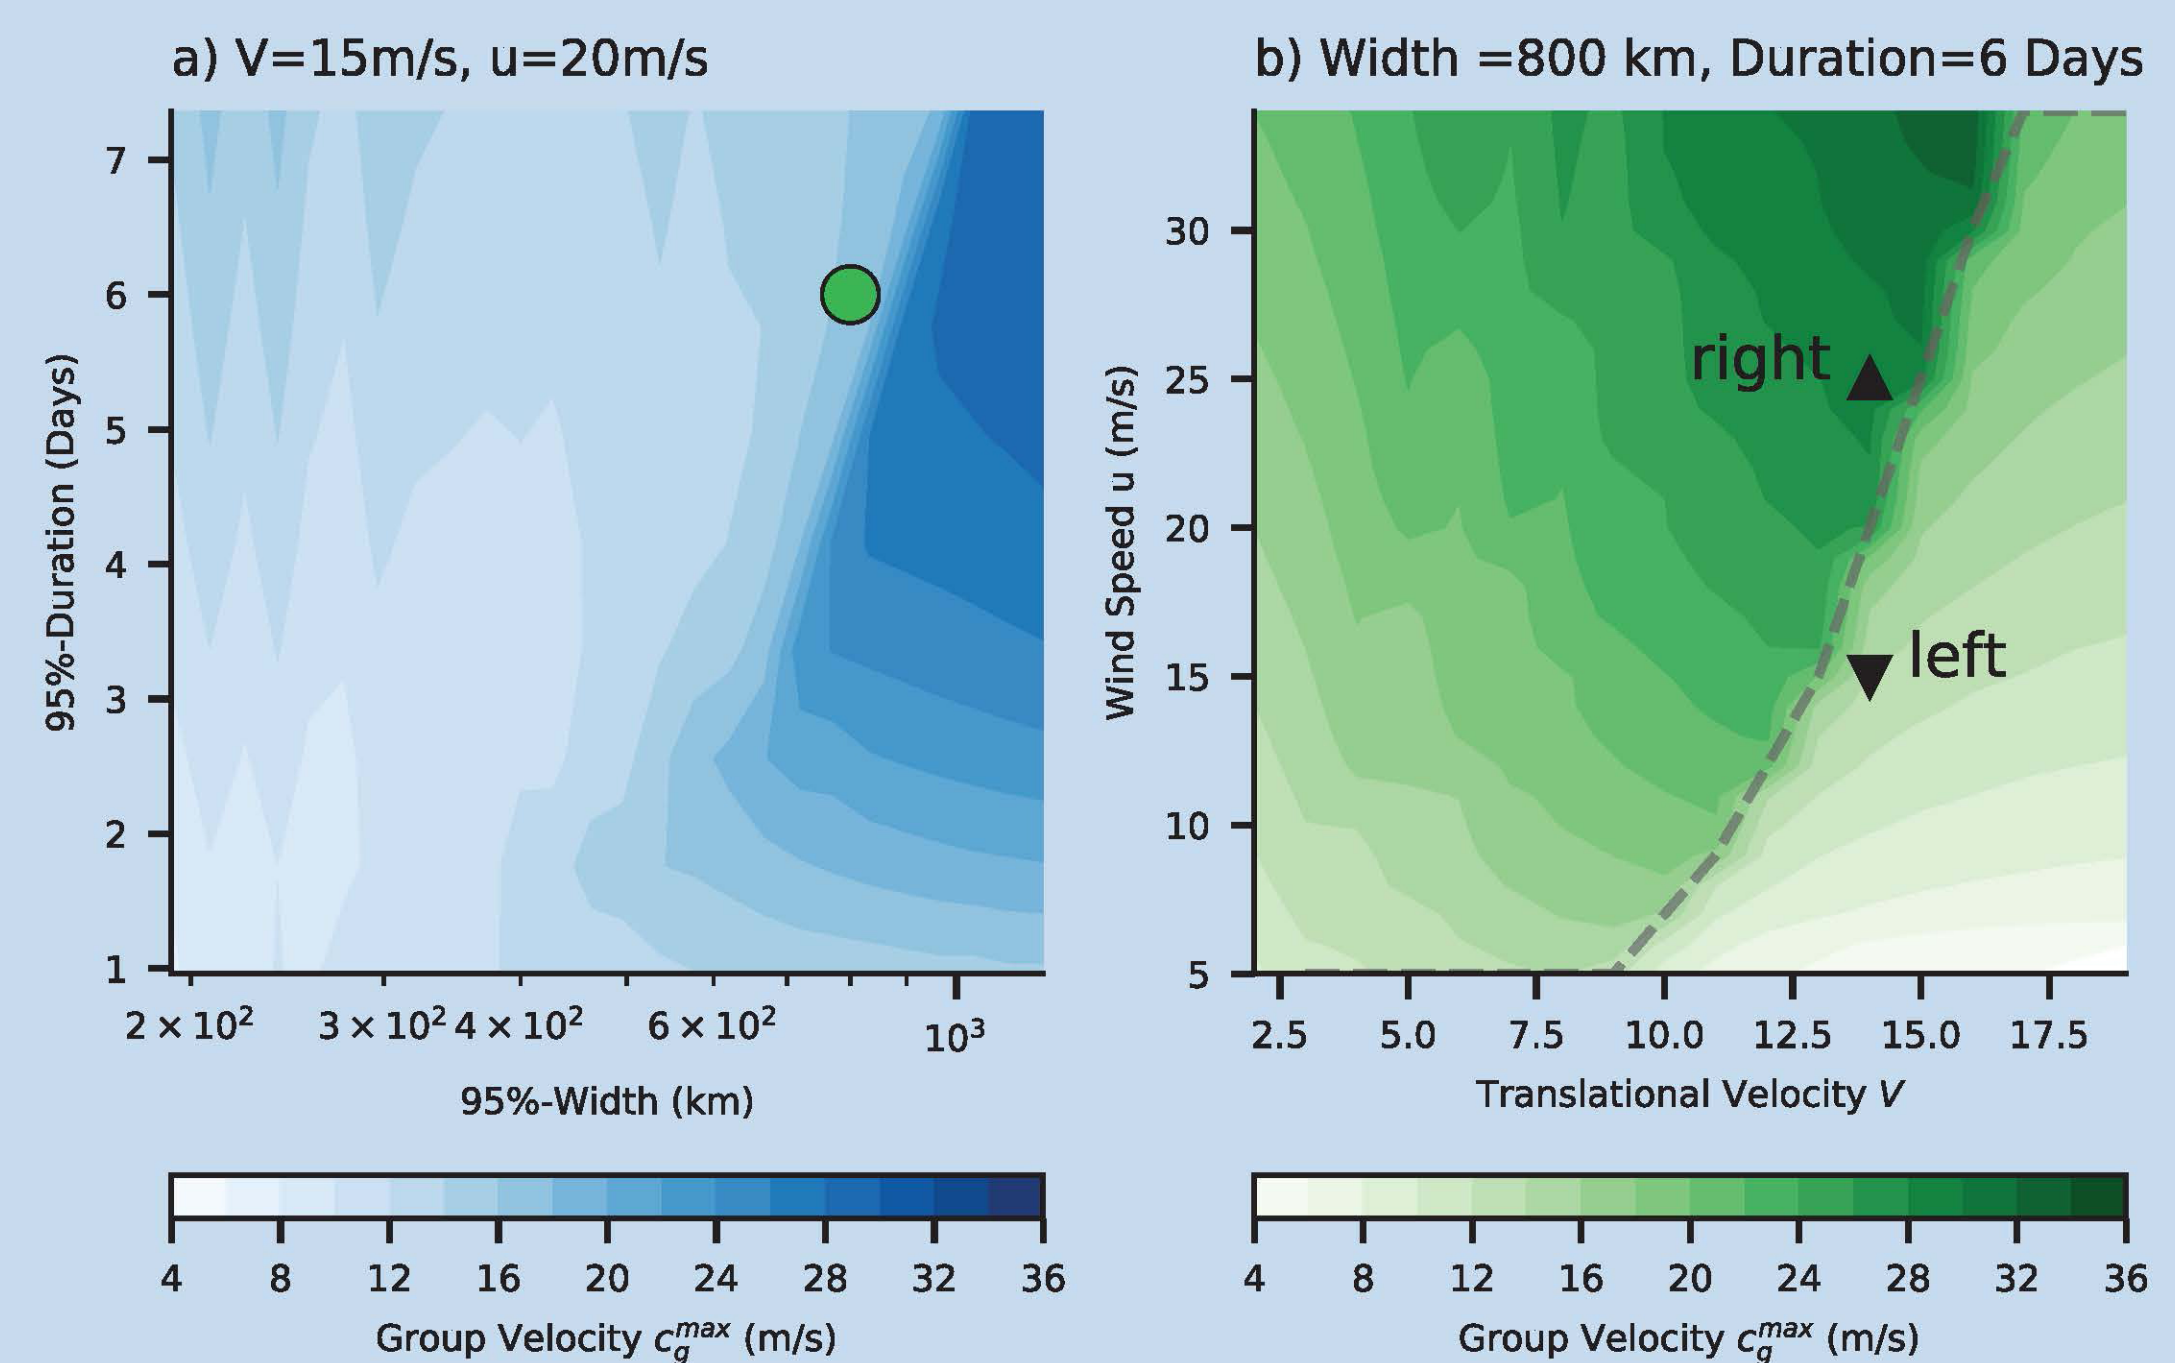 a) V=15m/s, u=20m/s
95%-Duration (Days)
7
6
5
4
3
2
1
2 × 10² 3 × 10² 4 × 10² 6 × 10² 10³
95%-Width (km)
4 8 12 16 20 24 28 32 36
Group Velocity c_g^max (m/s)
b) Width =800 km, Duration=6 Days
Wind Speed u (m/s)
30
25
20
15
10
5
right
left
2.5 5.0 7.5 10.0 12.5 15.0 17.5
Translational Velocity V
4 8 12 16 20 24 28 32 36
Group Velocity c_g^max (m/s)